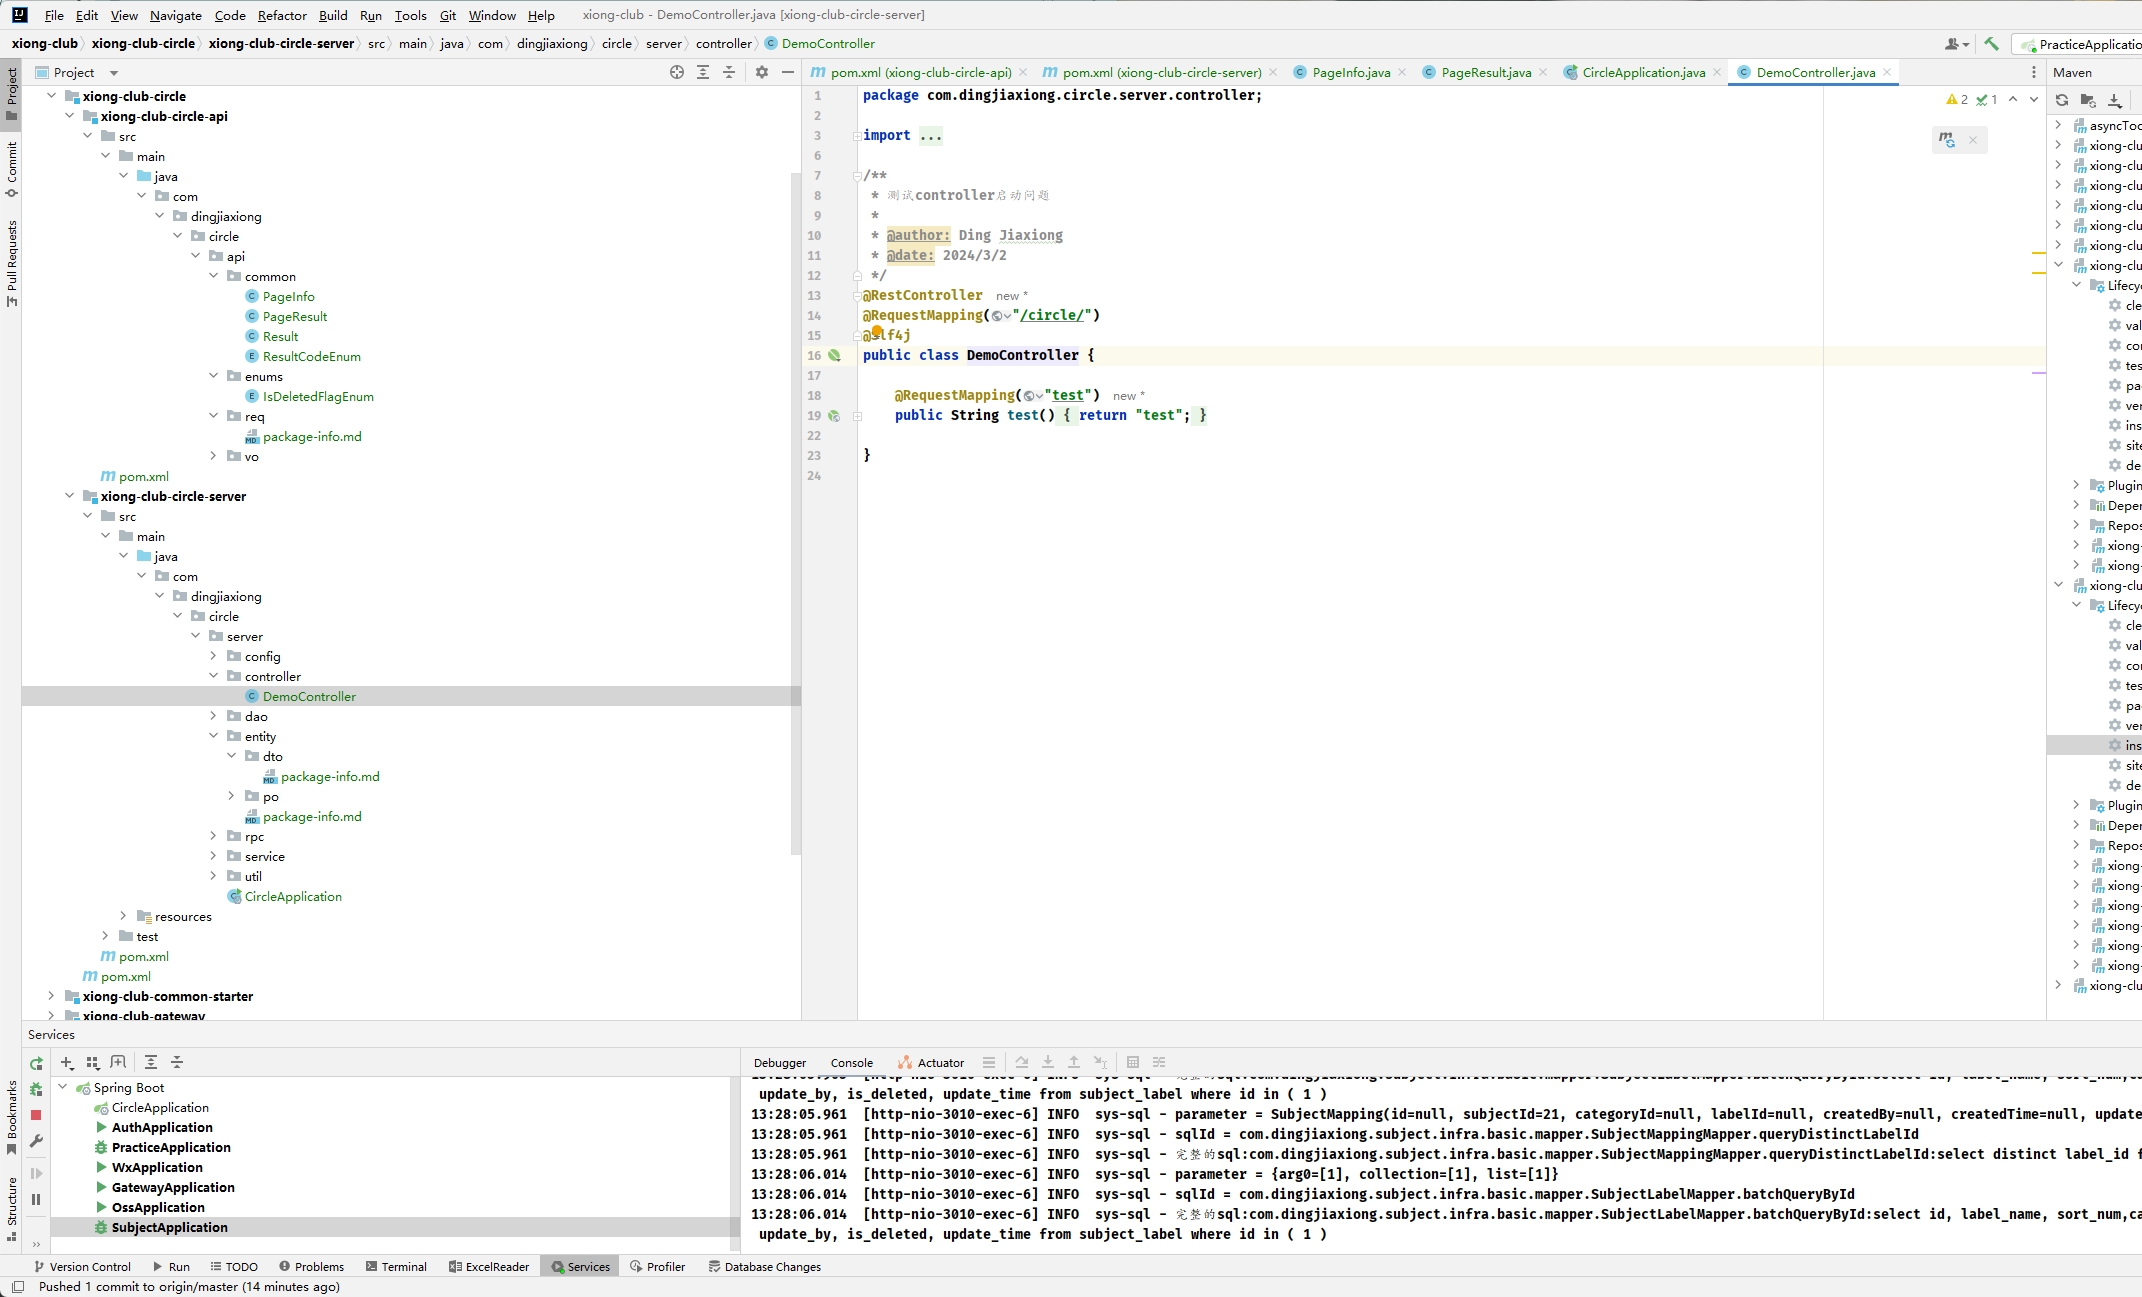 File Edit View Navigate Code Refactor Build Run Tools Git Window Help xiong-club - DemoController.java [xiong-club-circle-server]
xiong-club xiong-club-circle xiong-club-circle-server src main java com dingjiaxiong circle server controller DemoController PracticeApplicatio
Project
pom.xml (xiong-club-circle-api) pom.xml (xiong-club-circle-server) PageInfo.java PageResult.java CircleApplication.java DemoController.java
Maven
Project
Commit
Pull Requests
Bookmarks
Structure
xiong-club-circle
xiong-club-circle-api
src
main
java
com
dingjiaxiong
circle
api
common
PageInfo
PageResult
Result
ResultCodeEnum
enums
IsDeletedFlagEnum
req
package-info.md
vo
pom.xml
xiong-club-circle-server
src
main
java
com
dingjiaxiong
circle
server
config
controller
DemoController
dao
entity
dto
package-info.md
po
package-info.md
rpc
service
util
CircleApplication
resources
test
pom.xml
pom.xml
xiong-club-common-starter
xiong-club-gateway
2 1
1 package com.dingjiaxiong.circle.server.controller;
2
3 import ...
6
7 /**
8 * 测试controller启动问题
9 *
10 * @author: Ding Jiaxiong
11 * @date: 2024/3/2
12 */
13 @RestController new *
14 @RequestMapping("/circle/")
15 @Slf4j
16 public class DemoController {
17
18 @RequestMapping("test") new *
19 public String test() { return "test"; }
22
23 }
24
asyncToo
xiong-clu
xiong-clu
xiong-clu
xiong-clu
xiong-clu
xiong-clu
xiong-clu
Lifecy
cle
val
cor
tes
pac
ver
ins
site
de
Plugin
Deper
Repos
xiong-
xiong-
xiong-clu
Lifecy
cle
val
cor
tes
pac
ver
ins
site
de
Plugin
Deper
Repos
xiong-
xiong-
xiong-
xiong-
xiong-
xiong-
xiong-clu
Services
Debugger Console Actuator
Spring Boot
CircleApplication
AuthApplication
PracticeApplication
WxApplication
GatewayApplication
OssApplication
SubjectApplication
update_by, is_deleted, update_time from subject_label where id in ( 1 )
13:28:05.961 [http-nio-3010-exec-6] INFO sys-sql - parameter = SubjectMapping(id=null, subjectId=21, categoryId=null, labelId=null, createdBy=null, createdTime=null, update
13:28:05.961 [http-nio-3010-exec-6] INFO sys-sql - sqlId = com.dingjiaxiong.subject.infra.basic.mapper.SubjectMappingMapper.queryDistinctLabelId
13:28:05.961 [http-nio-3010-exec-6] INFO sys-sql - 完整的sql:com.dingjiaxiong.subject.infra.basic.mapper.SubjectMappingMapper.queryDistinctLabelId:select distinct label_id f
13:28:06.014 [http-nio-3010-exec-6] INFO sys-sql - parameter = {arg0=[1], collection=[1], list=[1]}
13:28:06.014 [http-nio-3010-exec-6] INFO sys-sql - sqlId = com.dingjiaxiong.subject.infra.basic.mapper.SubjectLabelMapper.batchQueryById
13:28:06.014 [http-nio-3010-exec-6] INFO sys-sql - 完整的sql:com.dingjiaxiong.subject.infra.basic.mapper.SubjectLabelMapper.batchQueryById:select id, label_name, sort_num,ca
update_by, is_deleted, update_time from subject_label where id in ( 1 )
Version Control Run TODO Problems Terminal ExcelReader Services Profiler Database Changes
Pushed 1 commit to origin/master (14 minutes ago)